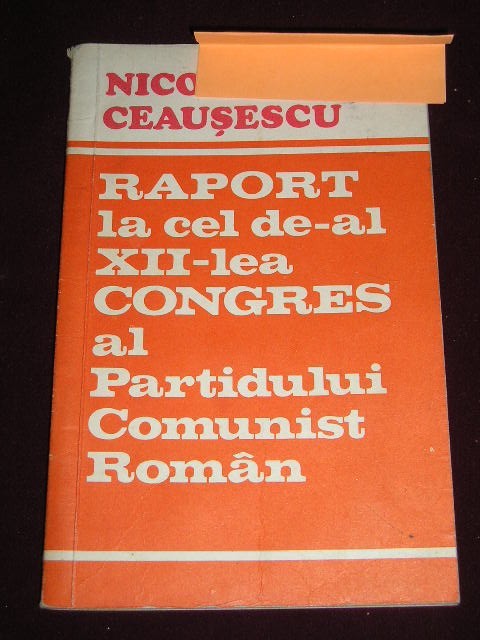 NICO
CEAUȘESCU
RAPORT
la cel de-al
XII-lea
CONGRES
al
Partidului
Comunist
Român